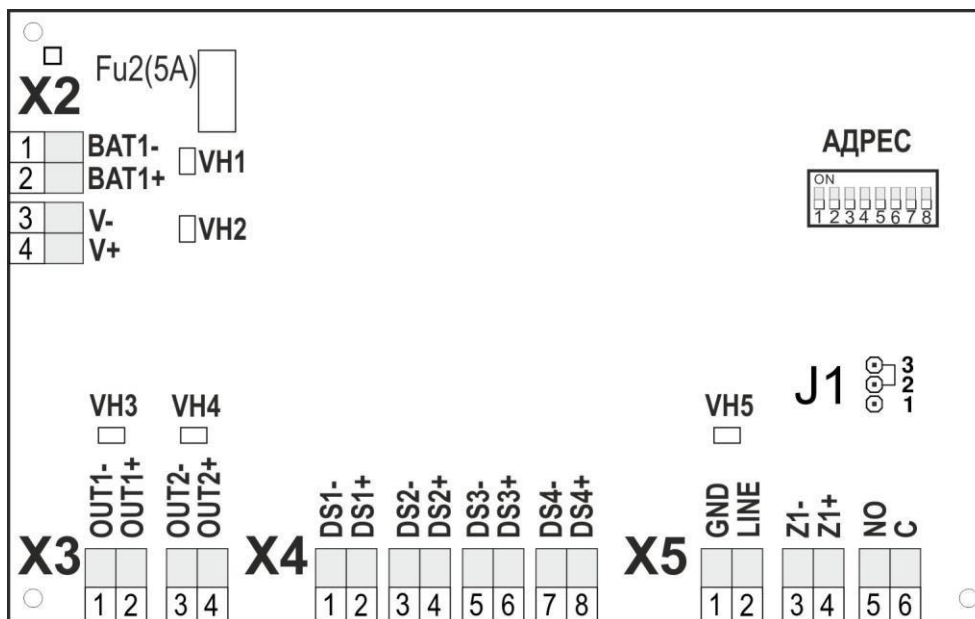 Fu2(5A)
X2
1 BAT1-
2 BAT1+
VH1
3 V-
4 V+
VH2
АДРЕС
ON
1 2 3 4 5 6 7 8
J1
3
2
1
VH3 VH4 VH5
OUT1- OUT1+ OUT2- OUT2+ DS1- DS1+ DS2- DS2+ DS3- DS3+ DS4- DS4+ GND LINE Z1- Z1+ NO C
X3 X4 X5
1 2 3 4 1 2 3 4 5 6 7 8 1 2 3 4 5 6